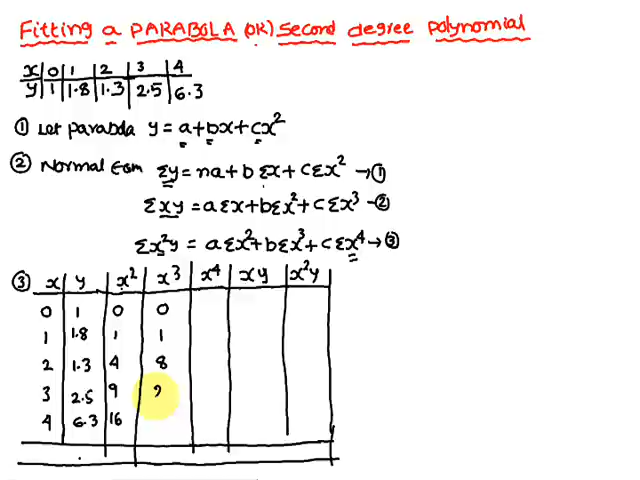 Fitting a PARABOLA (OR) Second degree polynomial
x 0 1 2 3 4
y 1 1.8 1.3 2.5 6.3
① Let parabola y = a+bx+cx²
② Normal Eqn Σy = na+bΣx+cΣx² →①
Σxy = aΣx+bΣx²+cΣx³ →②
Σx²y = aΣx²+bΣx³+cΣx⁴ →③
③ x y x² x³ x⁴ xy x²y
0 1 0 0
1 1.8 1 1
2 1.3 4 8
3 2.5 9 2
4 6.3 16